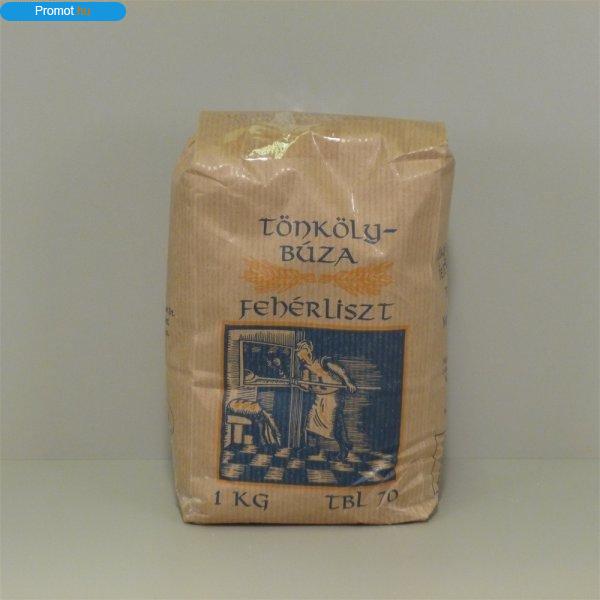 Promot.hu
TÖNKÖLY-
BÚZA
FEHÉRLISZT
1 KG TBL 70